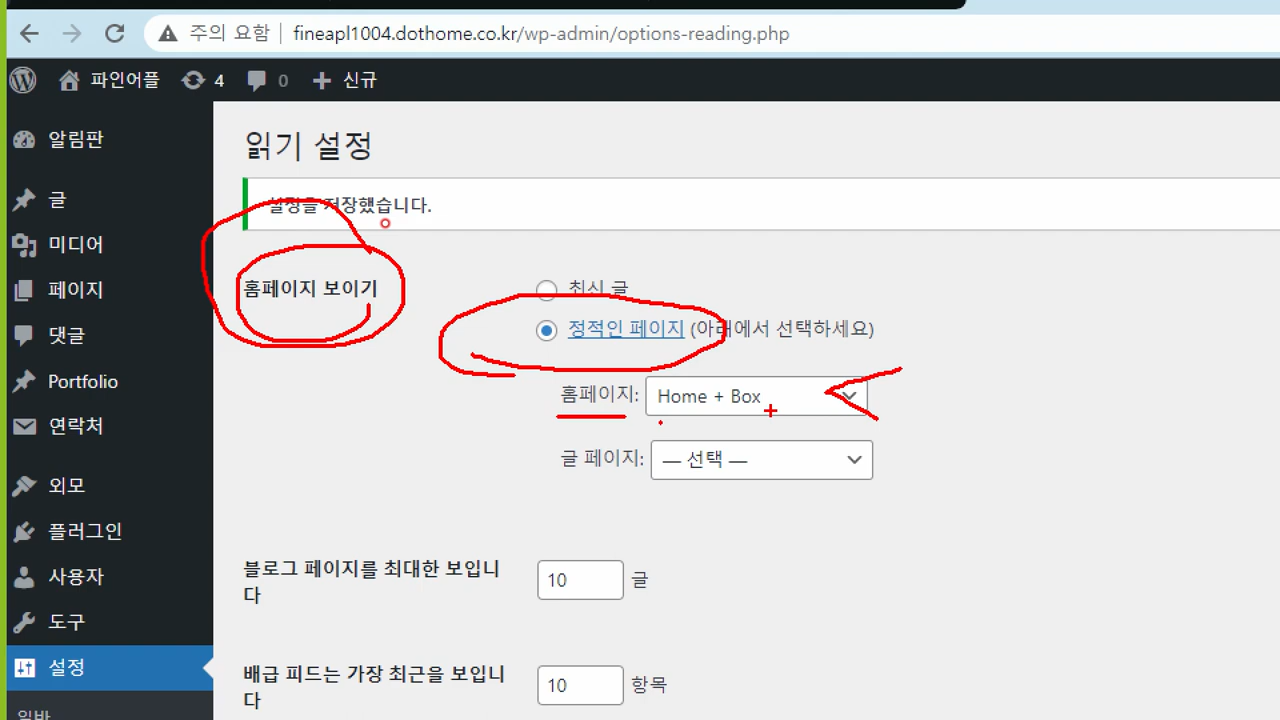 주의 요함 fineapl1004.dothome.co.kr/wp-admin/options-reading.php
파인어플 4 0 신규
알림판
글
미디어
페이지
댓글
Portfolio
연락처
외모
플러그인
사용자
도구
설정
일반
읽기 설정
설정을 저장했습니다.
홈페이지 보이기
최신 글
정적인 페이지 (아래에서 선택하세요)
홈페이지: Home + Box
글 페이지: — 선택 —
블로그 페이지를 최대한 보입니
다
10 글
배급 피드는 가장 최근을 보입니
다
10 항목